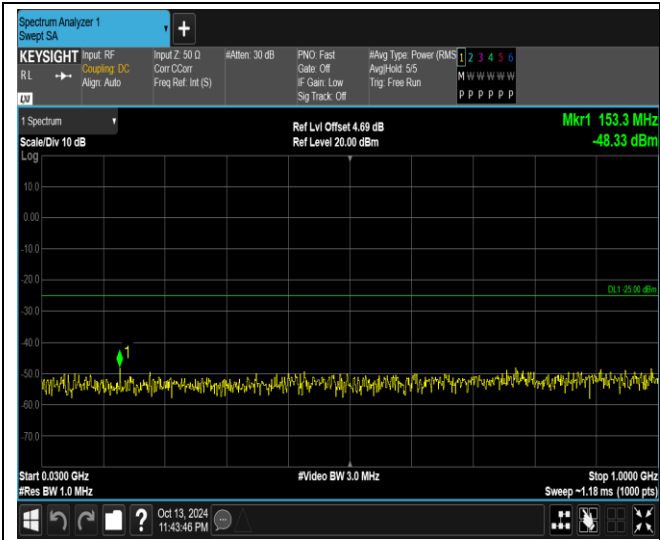 Spectrum Analyzer 1
Swept SA
+
KEYSIGHT
RL
LXI
Input: RF
Coupling: DC
Align: Auto
Input Z: 50 Ω
Corr CCorr
Freq Ref: Int (S)
#Atten: 30 dB
PNO: Fast
Gate: Off
IF Gain: Low
Sig Track: Off
#Avg Type: Power (RMS
Avg|Hold: 5/5
Trig: Free Run
1 2 3 4 5 6
M W W W W W
P P P P P P
1 Spectrum
Scale/Div 10 dB
Log
Ref Lvl Offset 4.69 dB
Ref Level 20.00 dBm
Mkr1 153.3 MHz
-48.33 dBm
10.0
0.00
-10.0
-20.0
DL1 -25.00 dBm
-30.0
-40.0
1
-50.0
-60.0
-70.0
Start 0.0300 GHz
#Res BW 1.0 MHz
#Video BW 3.0 MHz
Stop 1.0000 GHz
Sweep ~1.18 ms (1000 pts)
?
Oct 13, 2024
11:43:46 PM